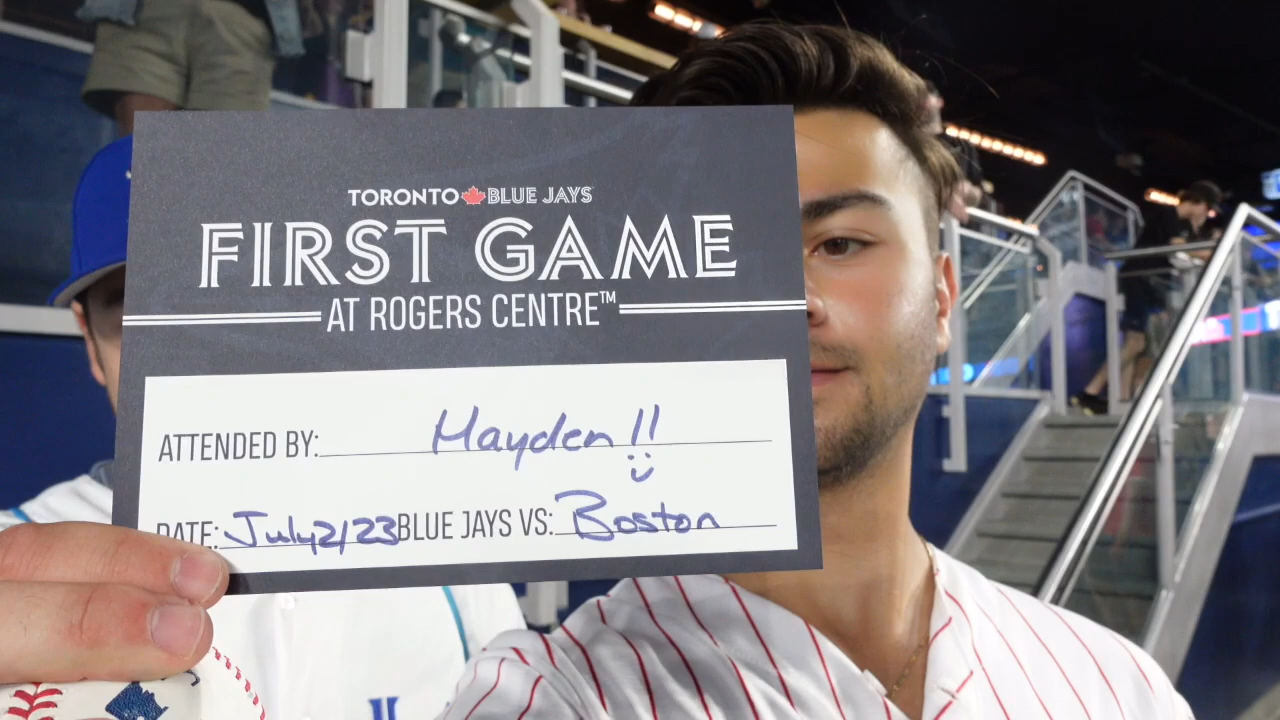 TORONTO BLUE JAYS
FIRST GAME
AT ROGERS CENTRE™
ATTENDED BY: Hayden !!
DATE: July 2/23 BLUE JAYS VS: Boston